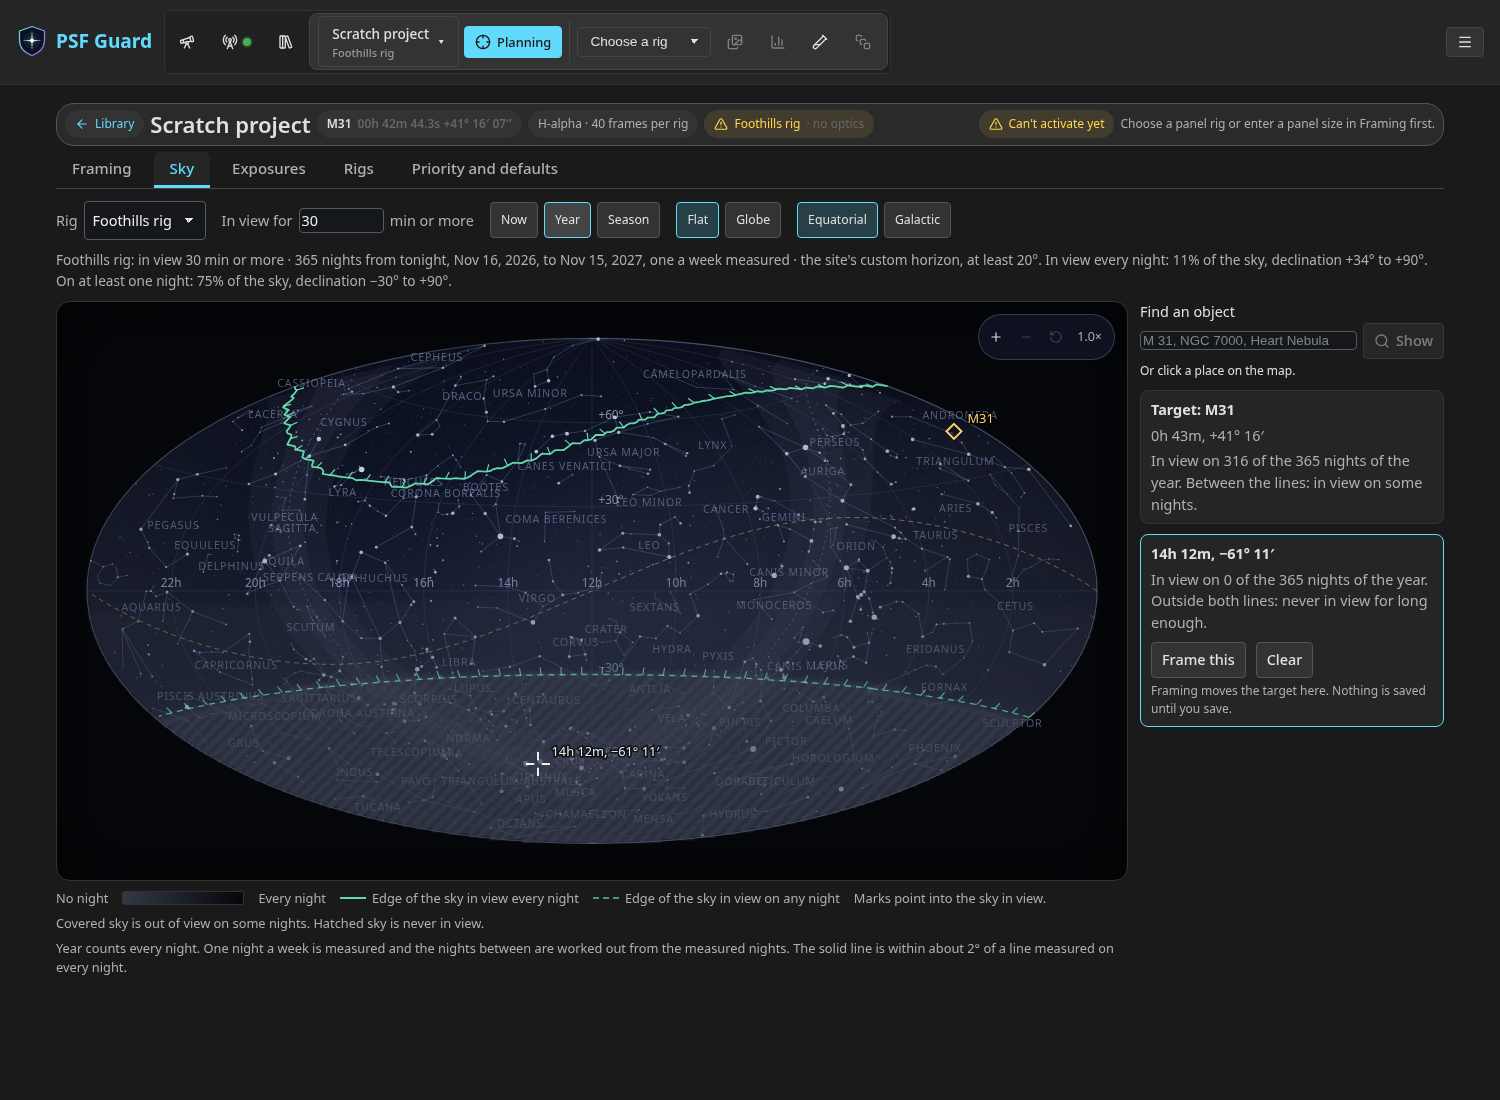 PSF Guard
Scratch project
Foothills rig
Planning
Choose a rig
Library
Scratch project
M31 00h 42m 44.3s +41° 16′ 07″
H-alpha · 40 frames per rig
Foothills rig · no optics
Can't activate yet
Choose a panel rig or enter a panel size in Framing first.
Framing
Sky
Exposures
Rigs
Priority and defaults
Rig
Foothills rig
In view for
30
min or more
Now
Year
Season
Flat
Globe
Equatorial
Galactic
Foothills rig: in view 30 min or more · 365 nights from tonight, Nov 16, 2026, to Nov 15, 2027, one a week measured · the site's custom horizon, at least 20°. In view every night: 11% of the sky, declination +34° to +90°.
On at least one night: 75% of the sky, declination −30° to +90°.
1.0×
CEPHEUS
CAMELOPARDALIS
CASSIOPEIA
DRACO
URSA MINOR
LACERTA
CYGNUS
+60°
ANDROMEDA
M31
URSA MAJOR
LYNX
PERSEUS
CANES VENATICI
AURIGA
TRIANGULUM
HERCULES
BOÖTES
LYRA
CORONA BOREALIS
+30°
LEO MINOR
CANCER
GEMINI
ARIES
VULPECULA
SAGITTA
COMA BERENICES
PEGASUS
PISCES
EQUULEUS
LEO
ORION
TAURUS
DELPHINUS
AQUILA
SERPENS CAUDA
OPHIUCHUS
CANIS MINOR
22h
20h
18h
16h
14h
12h
10h
8h
6h
4h
2h
AQUARIUS
VIRGO
SEXTANS
MONOCEROS
CETUS
SCUTUM
CRATER
CORVUS
HYDRA
PYXIS
ERIDANUS
CAPRICORNUS
LIBRA
−30°
CANIS MAJOR
LEPUS
PISCIS AUSTRINUS
SAGITTARIUS
SCORPIUS
LUPUS
CENTAURUS
ANTLIA
FORNAX
MICROSCOPIUM
CORONA AUSTRINA
VELA
PUPPIS
COLUMBA
CAELUM
SCULPTOR
GRUS
TELESCOPIUM
ARA
NORMA
14h 12m, −61° 11′
PICTOR
HOROLOGIUM
PHOENIX
INDUS
PAVO
TRIANGULUM AUSTRALE
CARINA
DORADO
RETICULUM
TUCANA
APUS
MUSCA
VOLANS
OCTANS
CHAMAELEON
MENSA
HYDRUS
Find an object
M 31, NGC 7000, Heart Nebula
Show
Or click a place on the map.
Target: M31
0h 43m, +41° 16′
In view on 316 of the 365 nights of the
year. Between the lines: in view on some
nights.
14h 12m, −61° 11′
In view on 0 of the 365 nights of the year.
Outside both lines: never in view for long
enough.
Frame this
Clear
Framing moves the target here. Nothing is saved
until you save.
No night
Every night
Edge of the sky in view every night
Edge of the sky in view on any night
Marks point into the sky in view.
Covered sky is out of view on some nights. Hatched sky is never in view.
Year counts every night. One night a week is measured and the nights between are worked out from the measured nights. The solid line is within about 2° of a line measured on
every night.